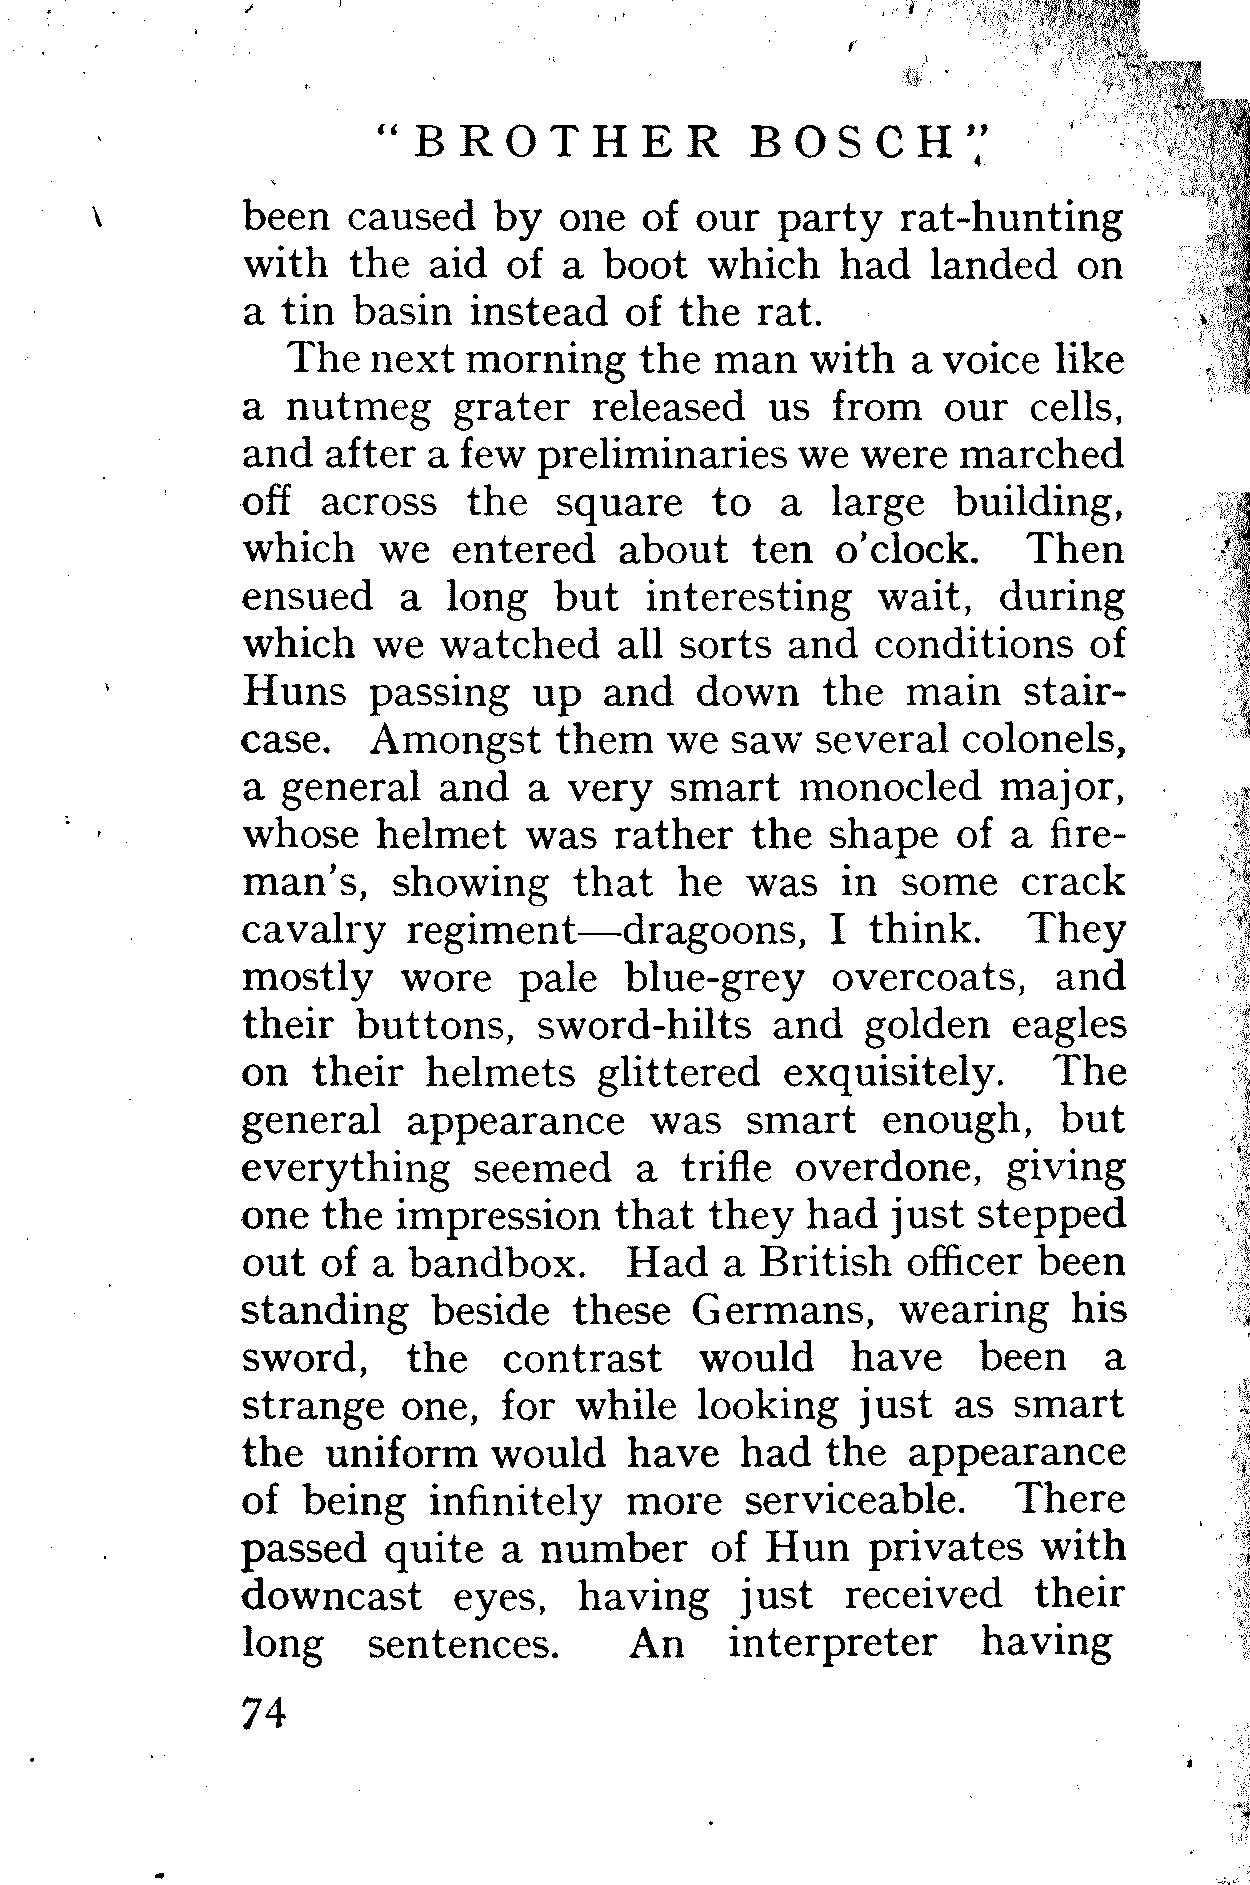 "BROTHER BOSCH"
been caused by one of our party rat-hunting
with the aid of a boot which had landed on
a tin basin instead of the rat.
The next morning the man with a voice like
a nutmeg grater released us from our cells,
and after a few preliminaries we were marched
off across the square to a large building,
which we entered about ten o'clock. Then
ensued a long but interesting wait, during
which we watched all sorts and conditions of
Huns passing up and down the main stair-
case. Amongst them we saw several colonels,
a general and a very smart monocled major,
whose helmet was rather the shape of a fire-
man's, showing that he was in some crack
cavalry regiment—dragoons, I think. They
mostly wore pale blue-grey overcoats, and
their buttons, sword-hilts and golden eagles
on their helmets glittered exquisitely. The
general appearance was smart enough, but
everything seemed a trifle overdone, giving
one the impression that they had just stepped
out of a bandbox. Had a British officer been
standing beside these Germans, wearing his
sword, the contrast would have been a
strange one, for while looking just as smart
the uniform would have had the appearance
of being infinitely more serviceable. There
passed quite a number of Hun privates with
downcast eyes, having just received their
long sentences. An interpreter having
74